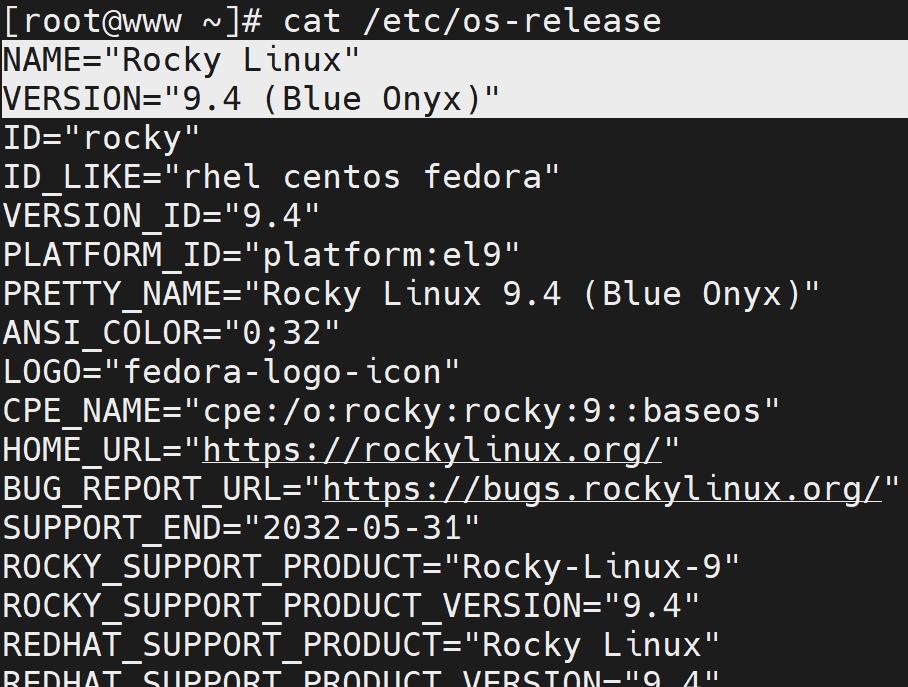 [root@www ~]# cat /etc/os-release
NAME="Rocky Linux"
VERSION="9.4 (Blue Onyx)"
ID="rocky"
ID_LIKE="rhel centos fedora"
VERSION_ID="9.4"
PLATFORM_ID="platform:el9"
PRETTY_NAME="Rocky Linux 9.4 (Blue Onyx)"
ANSI_COLOR="0;32"
LOGO="fedora-logo-icon"
CPE_NAME="cpe:/o:rocky:rocky:9::baseos"
HOME_URL="https://rockylinux.org/"
BUG_REPORT_URL="https://bugs.rockylinux.org/"
SUPPORT_END="2032-05-31"
ROCKY_SUPPORT_PRODUCT="Rocky-Linux-9"
ROCKY_SUPPORT_PRODUCT_VERSION="9.4"
REDHAT_SUPPORT_PRODUCT="Rocky Linux"
REDHAT_SUPPORT_PRODUCT_VERSION="9.4"